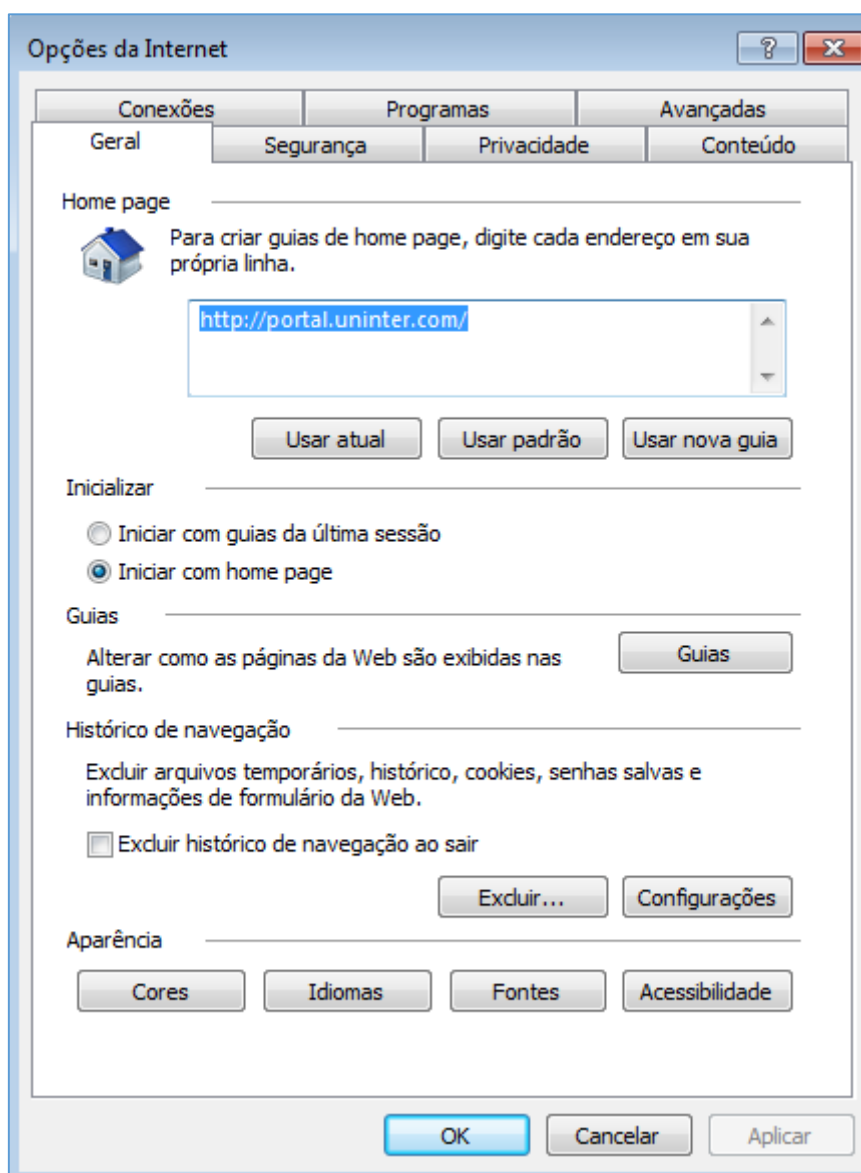 Opções da Internet
Conexões Programas Avançadas
Geral Segurança Privacidade Conteúdo
Home page
Para criar guias de home page, digite cada endereço em sua
própria linha.
http://portal.uninter.com/
Usar atual Usar padrão Usar nova guia
Inicializar
Iniciar com guias da última sessão
Iniciar com home page
Guias
Alterar como as páginas da Web são exibidas nas
guias.
Guias
Histórico de navegação
Excluir arquivos temporários, histórico, cookies, senhas salvas e
informações de formulário da Web.
Excluir histórico de navegação ao sair
Excluir... Configurações
Aparência
Cores Idiomas Fontes Acessibilidade
OK Cancelar Aplicar